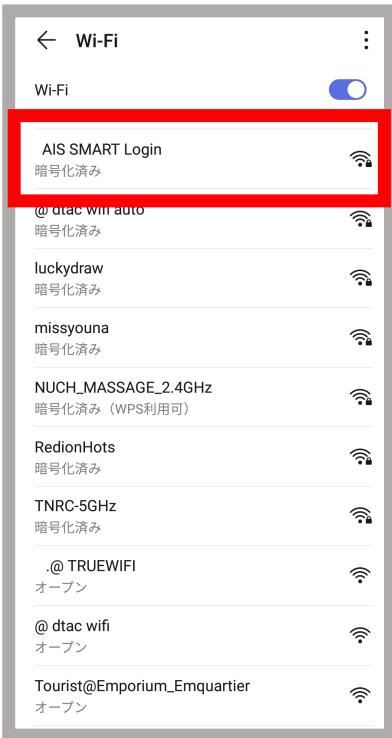 Wi-Fi
Wi-Fi
AIS SMART Login
暗号化済み
@ dtac wifi auto
暗号化済み
luckydraw
暗号化済み
missyouna
暗号化済み
NUCH_MASSAGE_2.4GHz
暗号化済み（WPS利用可）
RedionHots
暗号化済み
TNRC-5GHz
暗号化済み
.@ TRUEWIFI
オープン
@ dtac wifi
オープン
Tourist@Emporium_Emquartier
オープン